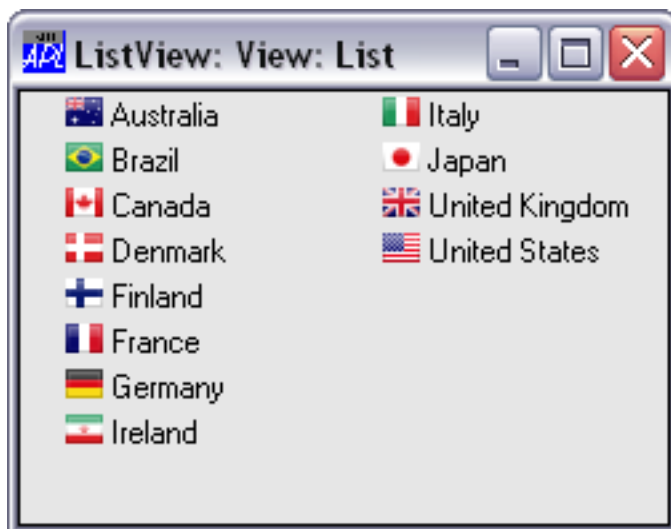 ListView: View: List
Australia
Brazil
Canada
Denmark
Finland
France
Germany
Ireland
Italy
Japan
United Kingdom
United States